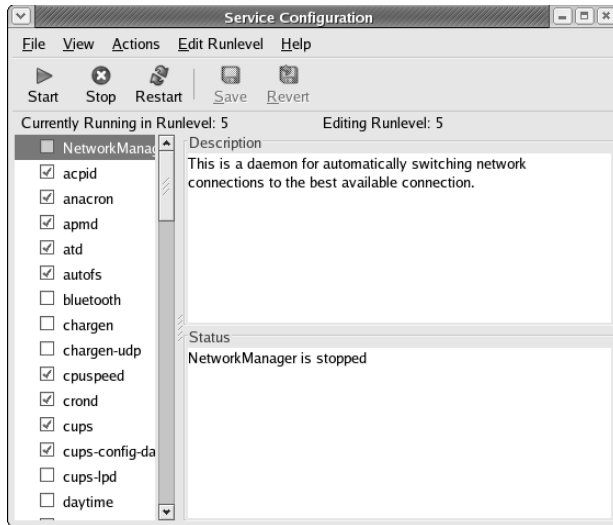 Service Configuration
File View Actions Edit Runlevel Help
Start Stop Restart Save Revert
Currently Running in Runlevel: 5 Editing Runlevel: 5
NetworkManag
acpid
anacron
apmd
atd
autofs
bluetooth
chargen
chargen-udp
cpuspeed
crond
cups
cups-config-da
cups-lpd
daytime
Description
This is a daemon for automatically switching network
connections to the best available connection.
Status
NetworkManager is stopped